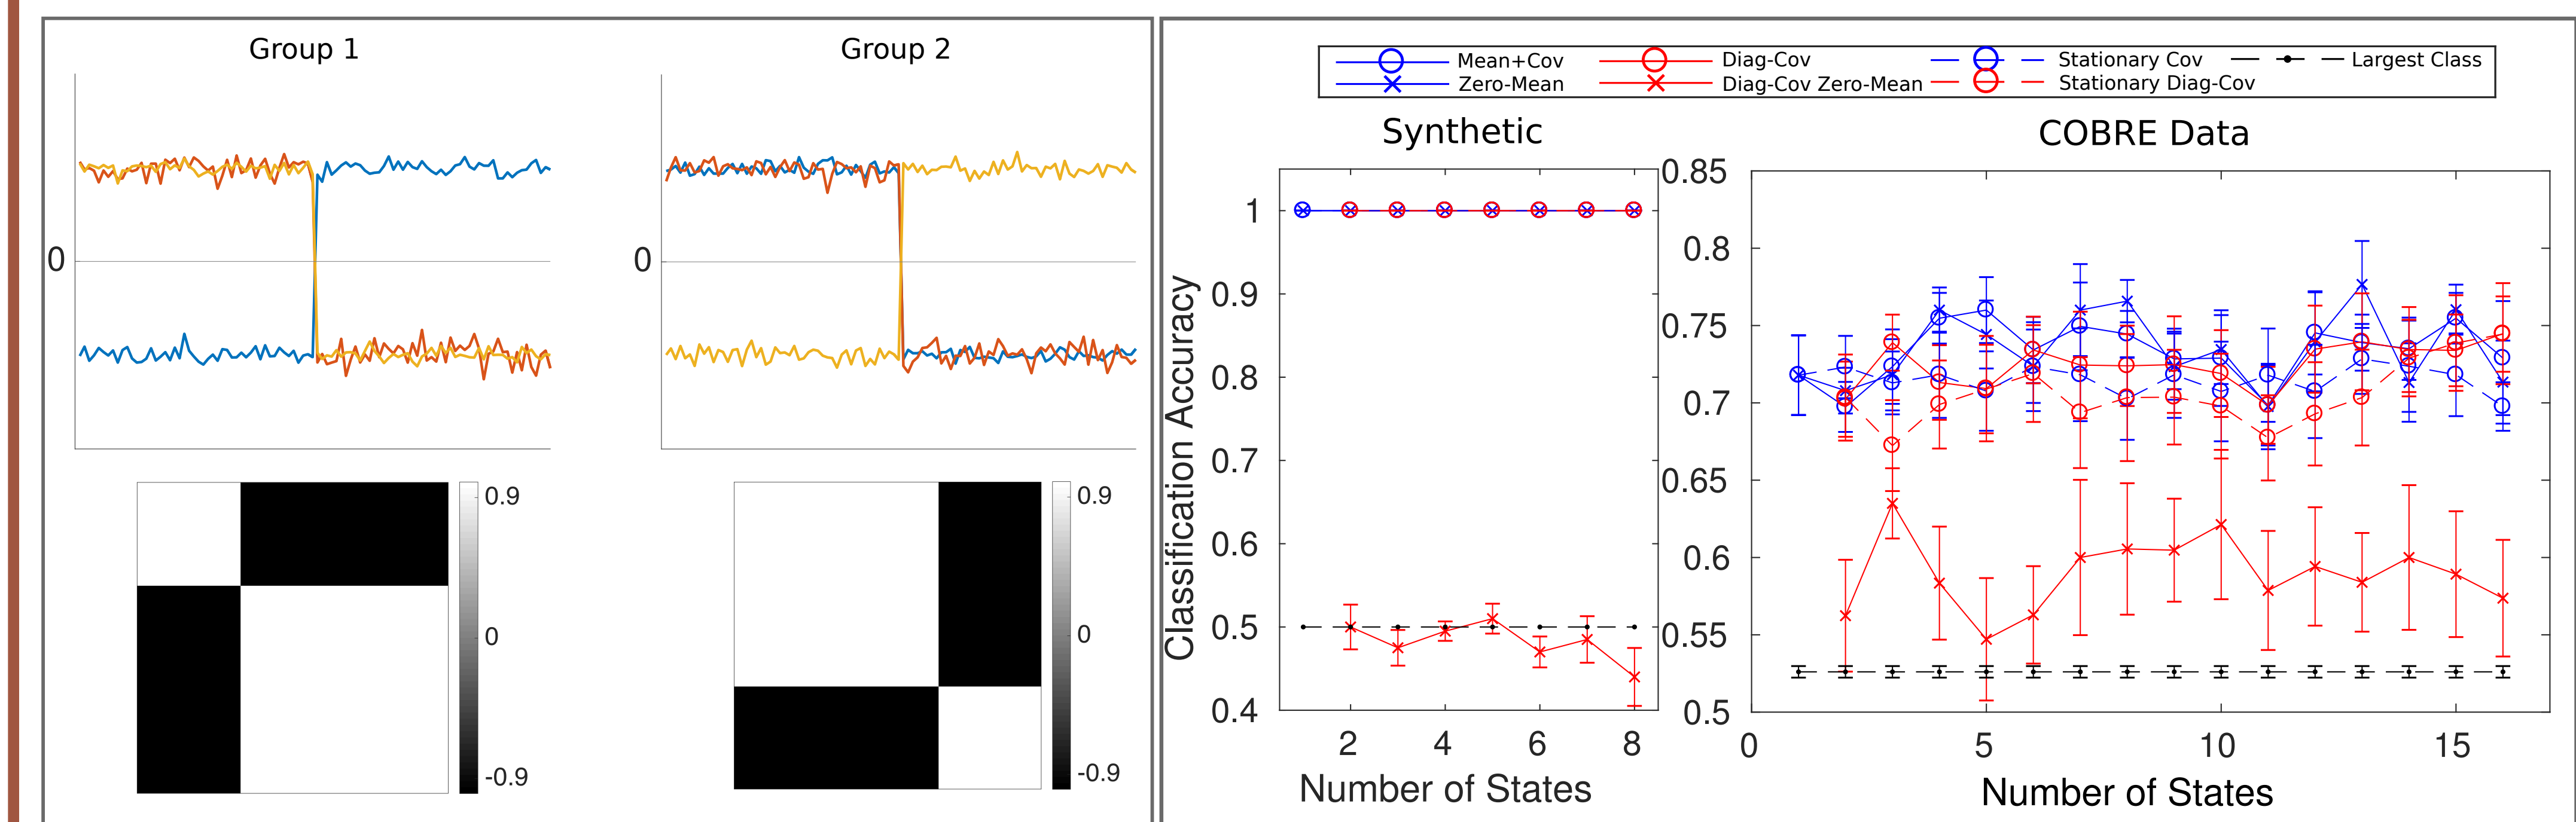 Group 1
0
0.9
0
-0.9
Group 2
0
0.9
0
-0.9
Mean+Cov
Zero-Mean
Diag-Cov
Diag-Cov Zero-Mean
Stationary Cov
Stationary Diag-Cov
Largest Class
Synthetic
Classification Accuracy
1
0.9
0.8
0.7
0.6
0.5
0.4
2 4 6 8
Number of States
COBRE Data
0.85
0.8
0.75
0.7
0.65
0.6
0.55
0.5
0 5 10 15
Number of States